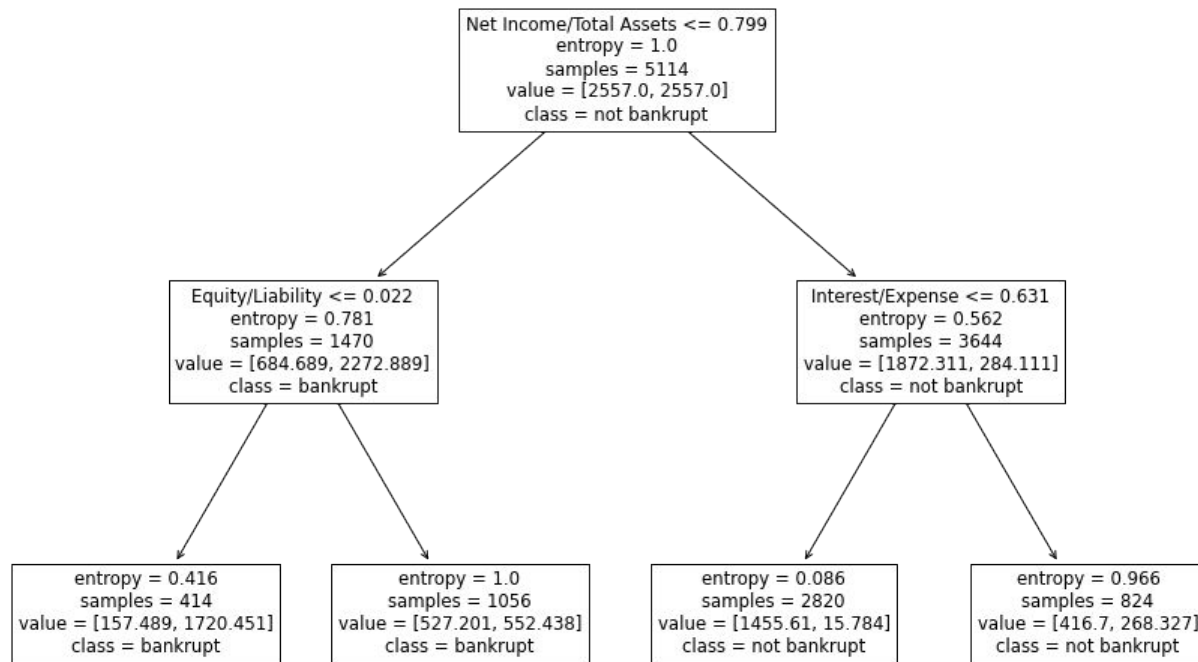 Net Income/Total Assets <= 0.799
entropy = 1.0
samples = 5114
value = [2557.0, 2557.0]
class = not bankrupt
Equity/Liability <= 0.022
entropy = 0.781
samples = 1470
value = [684.689, 2272.889]
class = bankrupt
Interest/Expense <= 0.631
entropy = 0.562
samples = 3644
value = [1872.311, 284.111]
class = not bankrupt
entropy = 0.416
samples = 414
value = [157.489, 1720.451]
class = bankrupt
entropy = 1.0
samples = 1056
value = [527.201, 552.438]
class = bankrupt
entropy = 0.086
samples = 2820
value = [1455.61, 15.784]
class = not bankrupt
entropy = 0.966
samples = 824
value = [416.7, 268.327]
class = not bankrupt